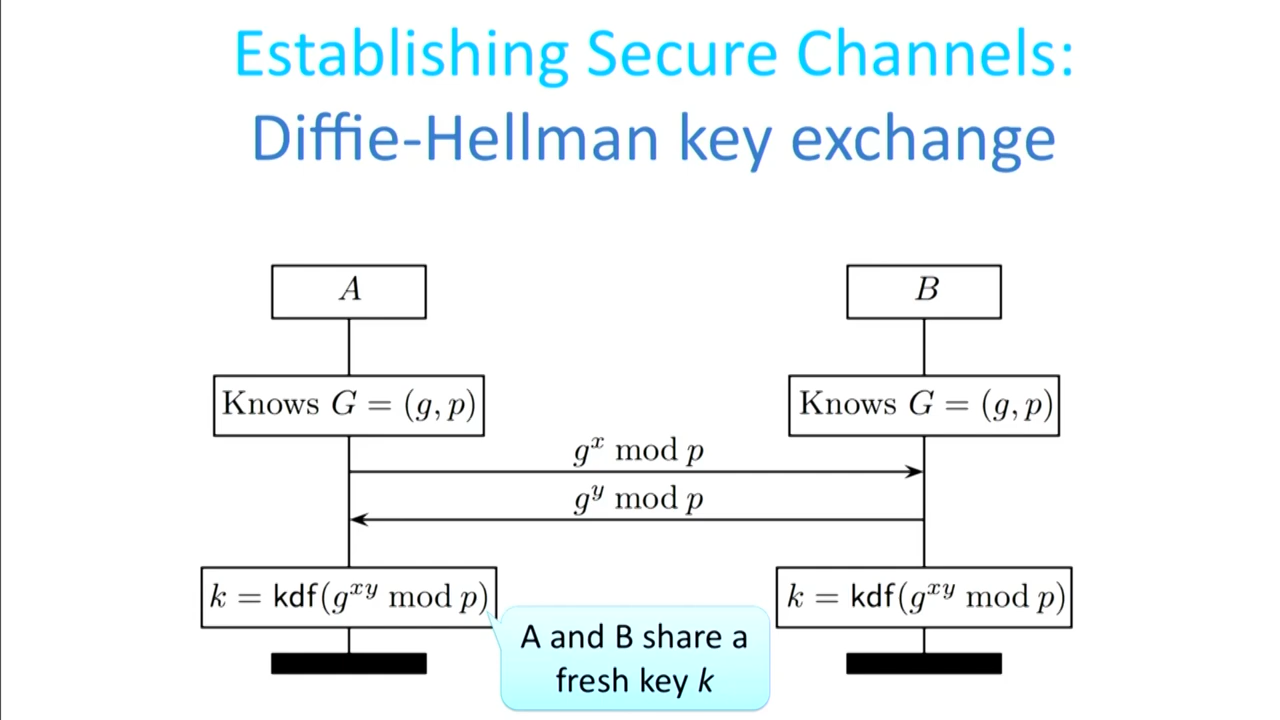 Establishing Secure Channels:
Diffie-Hellman key exchange
A
B
Knows G = (g, p)
Knows G = (g, p)
g^x mod p
g^y mod p
k = kdf(g^{xy} mod p)
k = kdf(g^{xy} mod p)
A and B share a
fresh key k